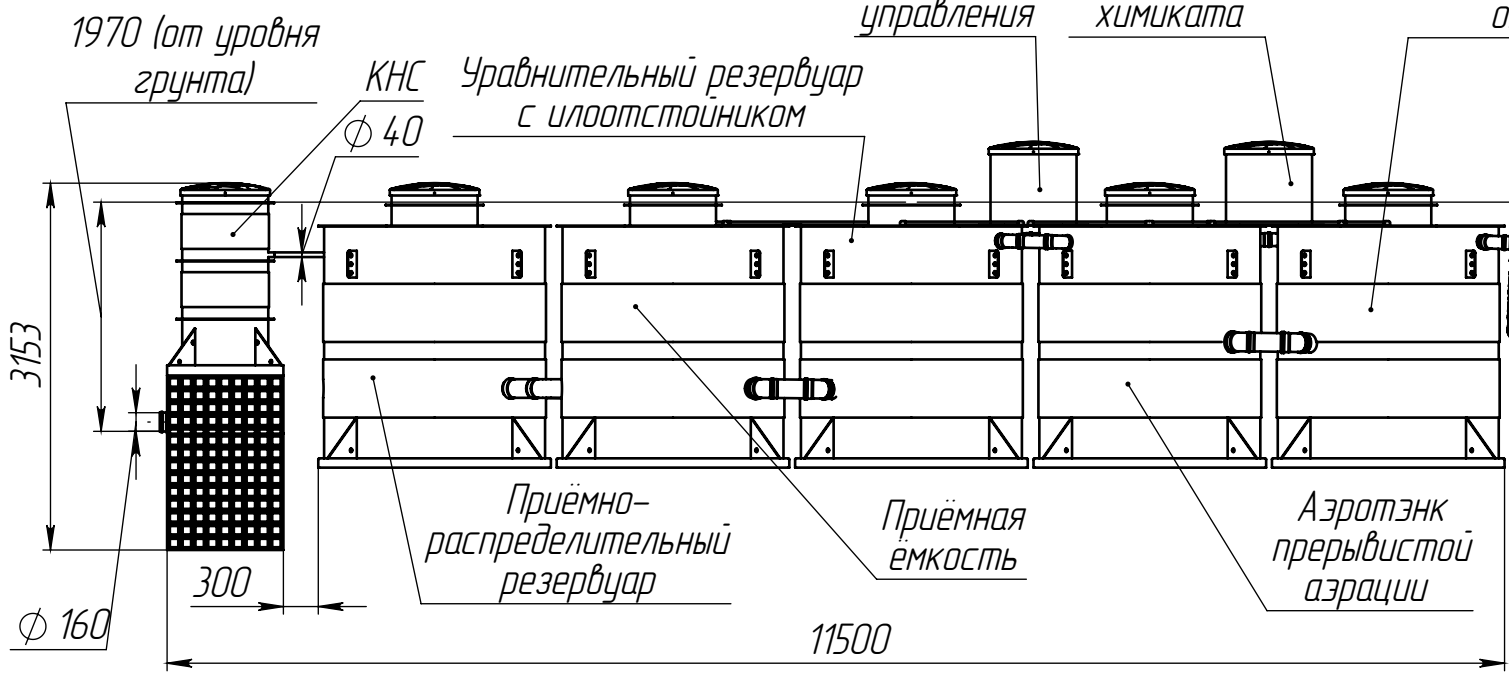 управления
химиката
о
1970 (от уровня
грунта)
КНС
Уравнительный резервуар
с илоотстойником
⌀ 40
3153
Приёмно-
распределительный
резервуар
Приёмная
ёмкость
Аэротэнк
прерывистой
аэрации
300
⌀ 160
11500